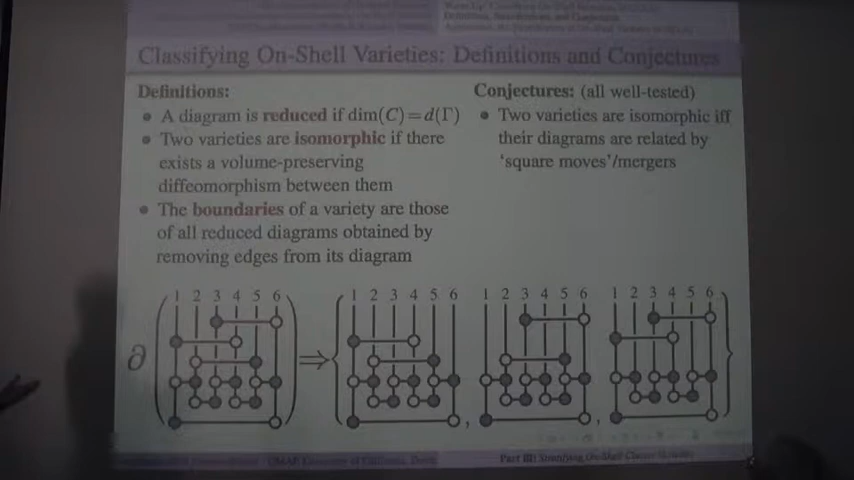 Classifying On-Shell Varieties: Definitions and Conjectures
Definitions:
• A diagram is reduced if dim(C)=d(Γ)
• Two varieties are isomorphic if there
exists a volume-preserving
diffeomorphism between them
• The boundaries of a variety are those
of all reduced diagrams obtained by
removing edges from its diagram
Conjectures: (all well-tested)
• Two varieties are isomorphic iff
their diagrams are related by
‘square moves’/mergers
1 2 3 4 5 6 1 2 3 4 5 6 1 2 3 4 5 6 1 2 3 4 5 6
∂ ( ) ⇒ { , , }
Part III: